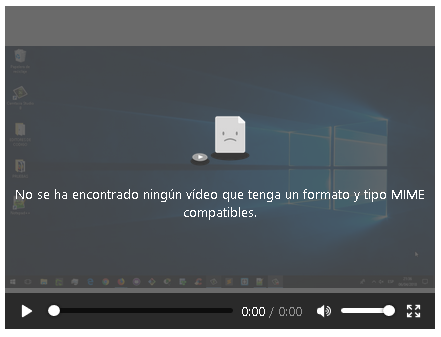 No se ha encontrado ningún vídeo que tenga un formato y tipo MIME
compatibles.
0:00 / 0:00